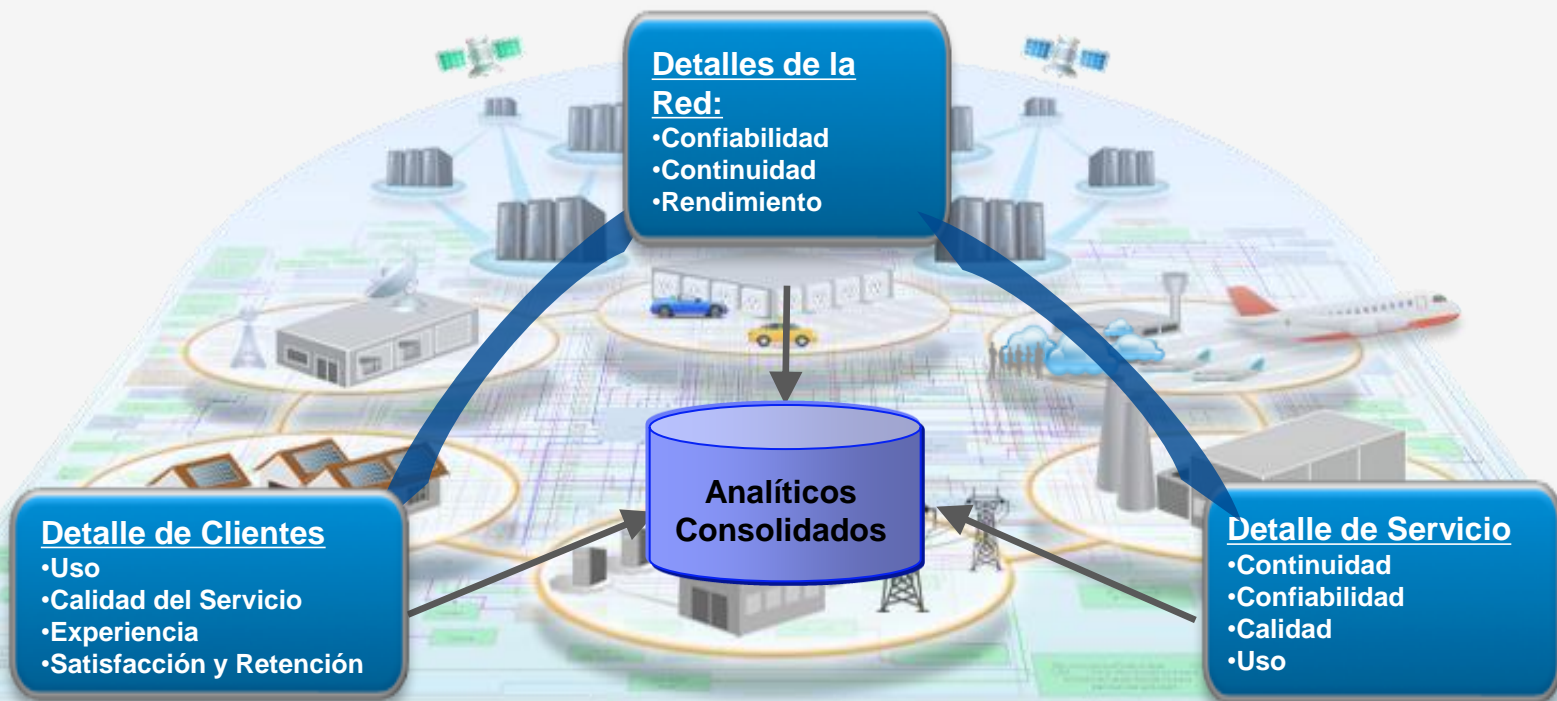 Detalles de la
Red:
•Confiabilidad
•Continuidad
•Rendimiento
Analíticos
Consolidados
Detalle de Clientes
•Uso
•Calidad del Servicio
•Experiencia
•Satisfacción y Retención
Detalle de Servicio
•Continuidad
•Confiabilidad
•Calidad
•Uso